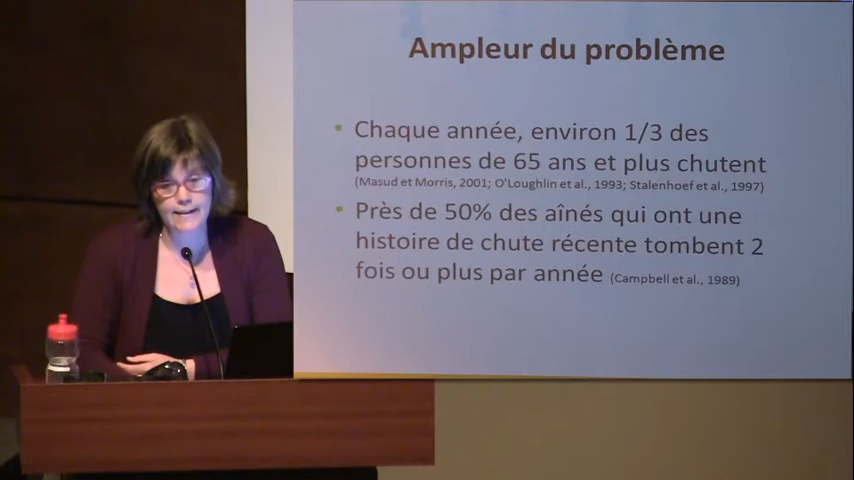 Ampleur du problème
• Chaque année, environ 1/3 des
personnes de 65 ans et plus chutent
(Masud et Morris, 2001; O'Loughlin et al., 1993; Stalenhoef et al., 1997)
• Près de 50% des aînés qui ont une
histoire de chute récente tombent 2
fois ou plus par année (Campbell et al., 1989)